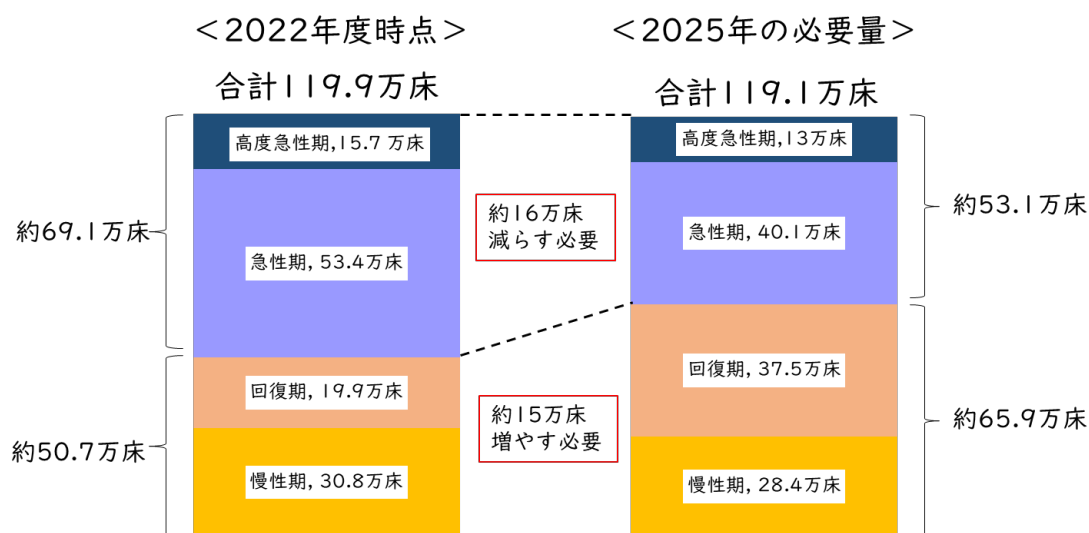 ＜2022年度時点＞
合計119.9万床
高度急性期,15.7 万床
急性期, 53.4万床
回復期, 19.9万床
慢性期, 30.8万床
約69.1万床
約50.7万床
約16万床
減らす必要
約15万床
増やす必要
＜2025年の必要量＞
合計119.1万床
高度急性期,13万床
急性期, 40.1万床
回復期, 37.5万床
慢性期, 28.4万床
約53.1万床
約65.9万床